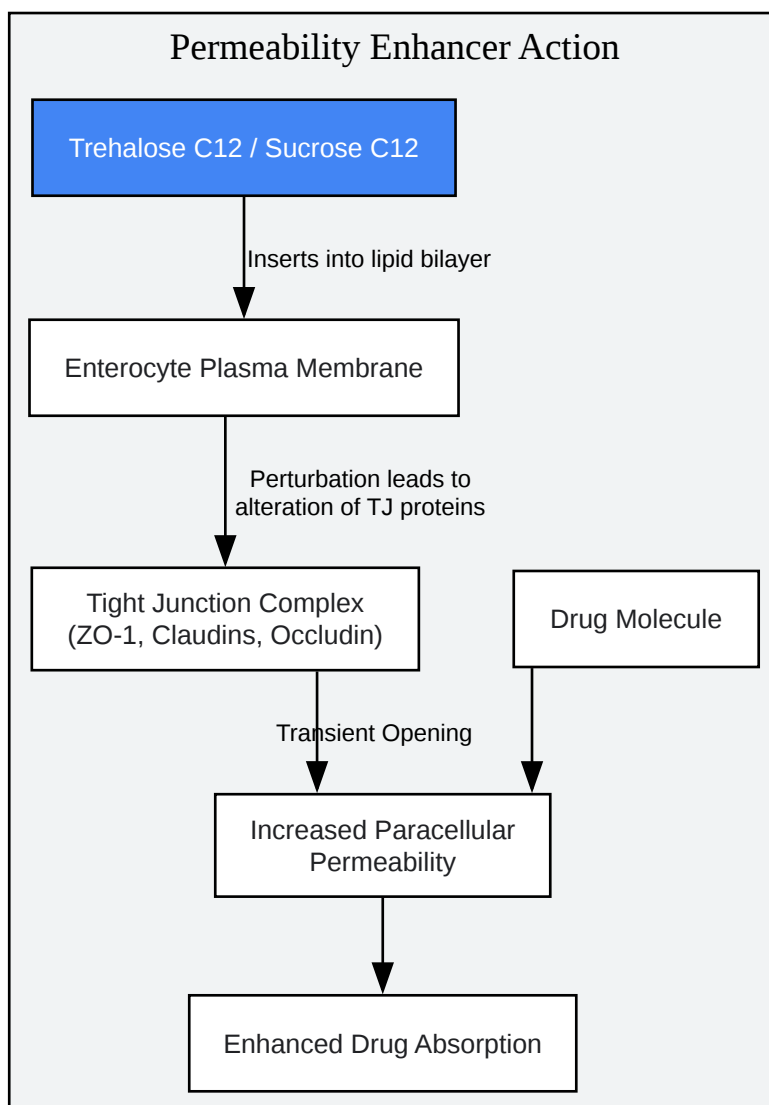 Permeability Enhancer Action
Trehalose C12 / Sucrose C12
Inserts into lipid bilayer
Enterocyte Plasma Membrane
Perturbation leads to
alteration of TJ proteins
Tight Junction Complex
(ZO-1, Claudins, Occludin)
Drug Molecule
Transient Opening
Increased Paracellular
Permeability
Enhanced Drug Absorption